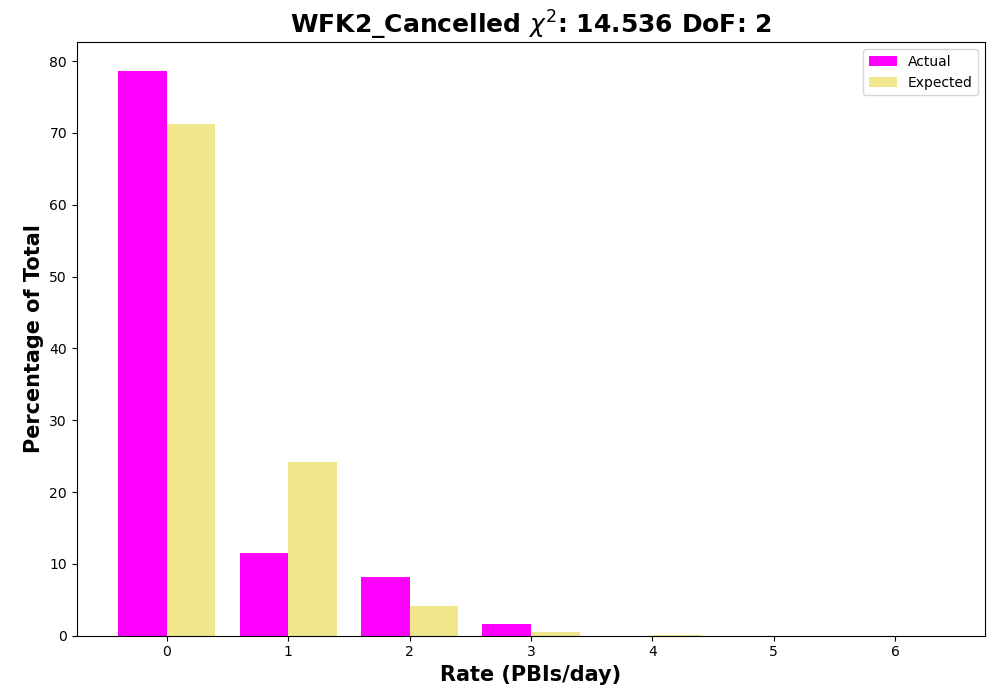 WFK2_Cancelled χ²: 14.536 DoF: 2
Actual
Expected
Percentage of Total
80
70
60
50
40
30
20
10
0
0 1 2 3 4 5 6
Rate (PBIs/day)